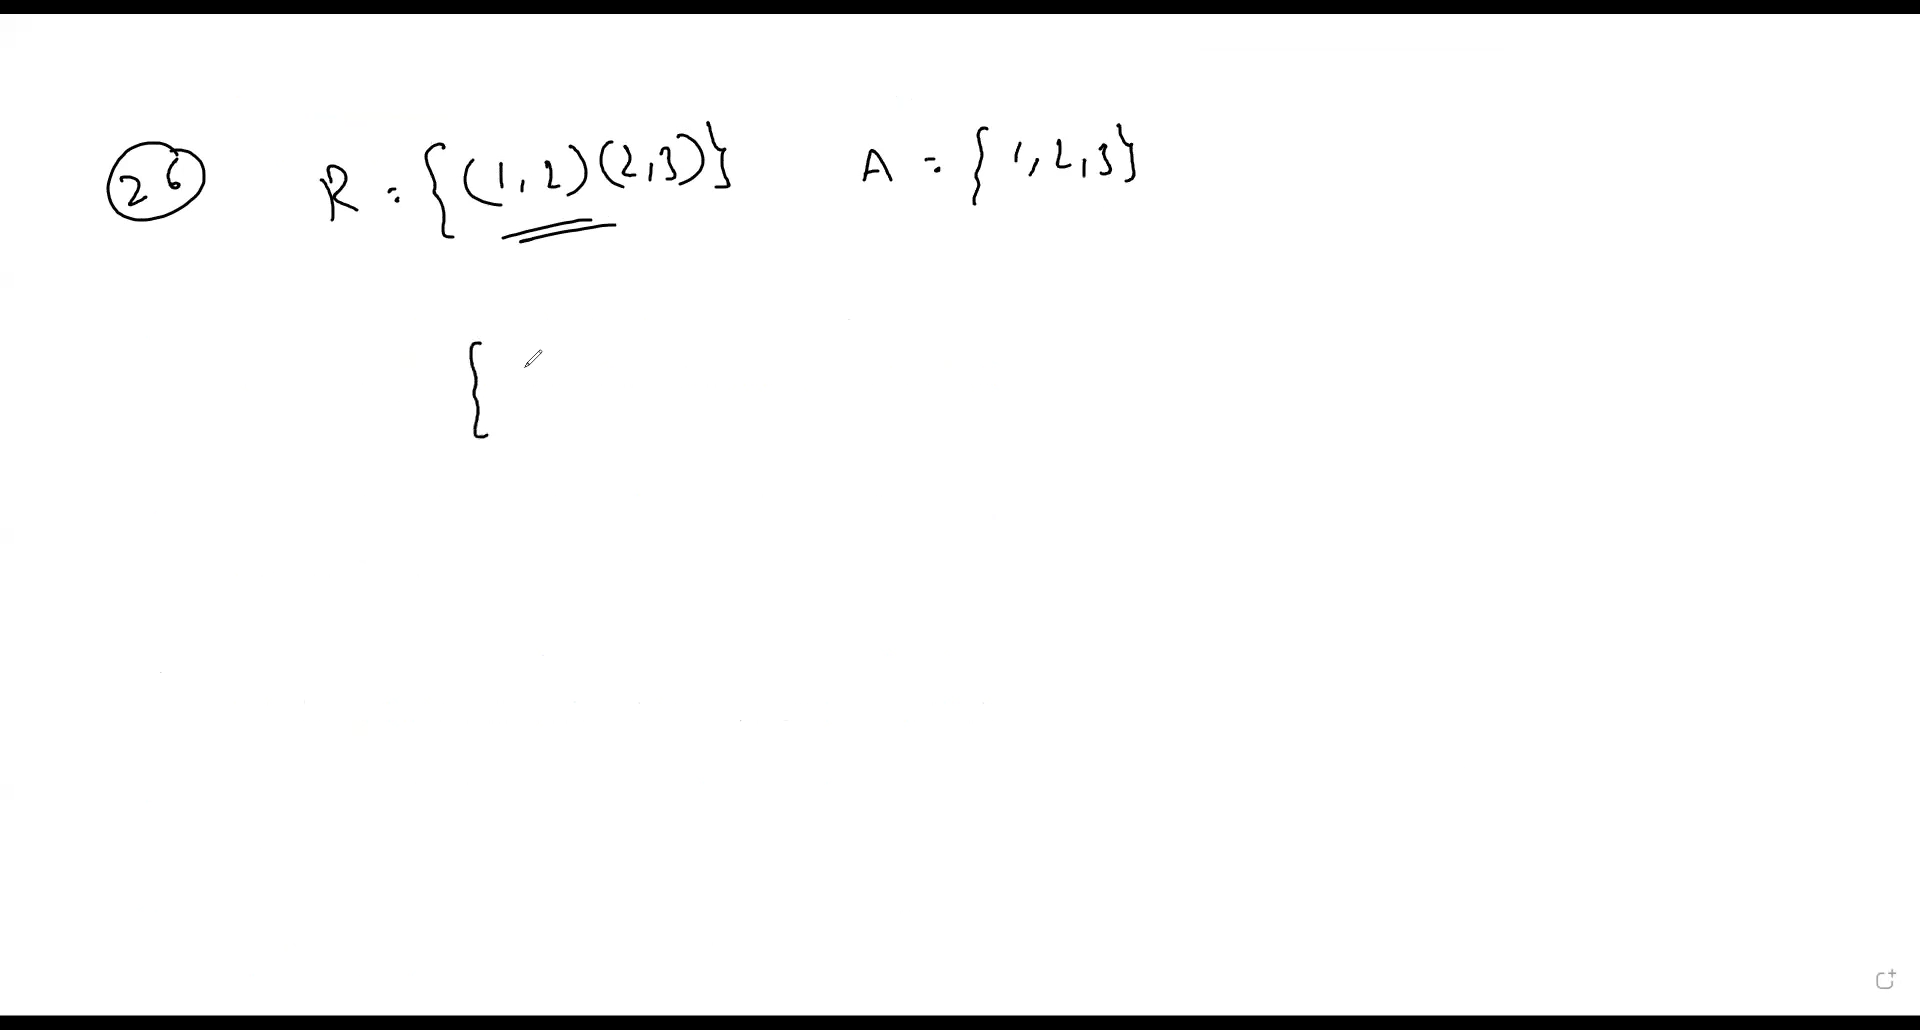 26 R = {(1,2)(2,3)} A = {1,2,3}
{